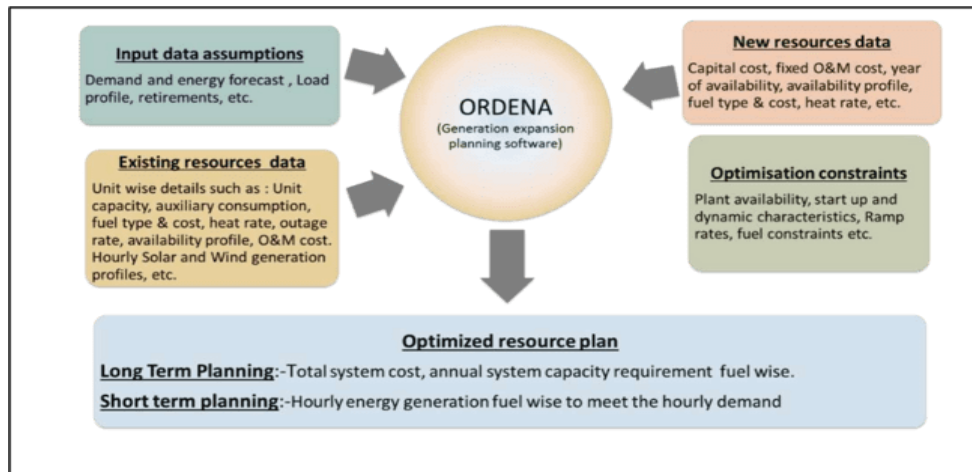 Input data assumptions
Demand and energy forecast , Load
profile, retirements, etc.
Existing resources data
Unit wise details such as : Unit
capacity, auxiliary consumption,
fuel type & cost, heat rate, outage
rate, availability profile, O&M cost.
Hourly Solar and Wind generation
profiles, etc.
ORDENA
(Generation expansion
planning software)
New resources data
Capital cost, fixed O&M cost, year
of availability, availability profile,
fuel type & cost, heat rate, etc.
Optimisation constraints
Plant availability, start up and
dynamic characteristics, Ramp
rates, fuel constraints etc.
Optimized resource plan
Long Term Planning:-Total system cost, annual system capacity requirement fuel wise.
Short term planning:-Hourly energy generation fuel wise to meet the hourly demand